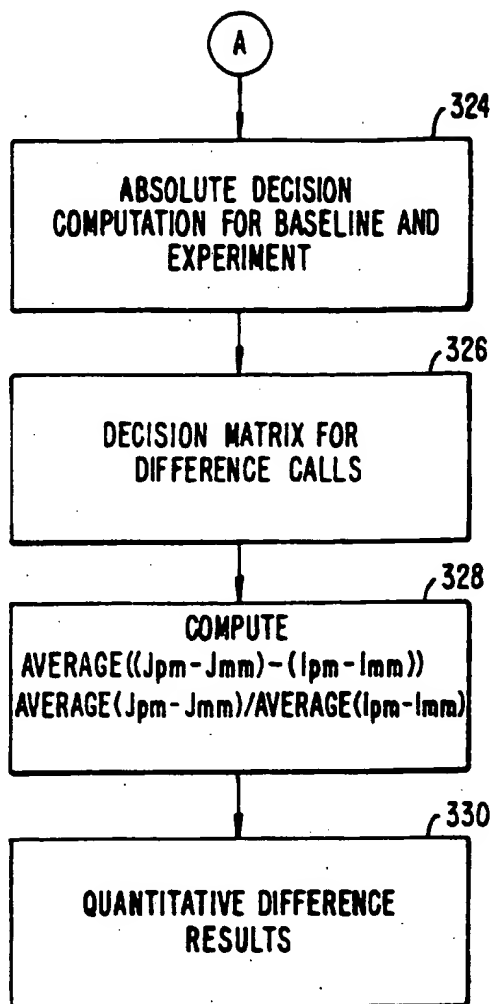 A
324
ABSOLUTE DECISION
COMPUTATION FOR BASELINE AND
EXPERIMENT
326
DECISION MATRIX FOR
DIFFERENCE CALLS
328
COMPUTE
AVERAGE((Jpm-Jmm)-(Ipm-Imm))
AVERAGE(Jpm-Jmm)/AVERAGE(Ipm-Imm)
330
QUANTITATIVE DIFFERENCE
RESULTS